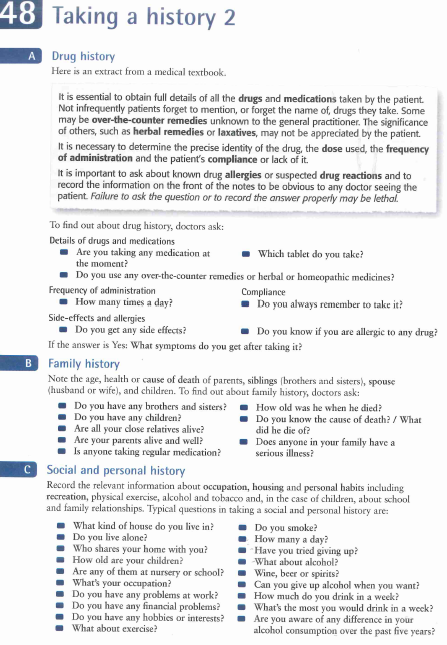 48 Taking a history 2
A Drug history
Here is an extract from a medical textbook.
It is essential to obtain full details of all the drugs and medications taken by the patient.
Not infrequently patients forget to mention, or forget the name of, drugs they take. Some
may be over-the-counter remedies unknown to the general practitioner. The significance
of others, such as herbal remedies or laxatives, may not be appreciated by the patient.
It is necessary to determine the precise identity of the drug, the dose used, the frequency
of administration and the patient's compliance or lack of it.
It is important to ask about known drug allergies or suspected drug reactions and to
record the information on the front of the notes to be obvious to any doctor seeing the
patient. Failure to ask the question or to record the answer properly may be lethal.
To find out about drug history, doctors ask:
Details of drugs and medications
Are you taking any medication at
the moment?
Which tablet do you take?
Do you use any over-the-counter remedies or herbal or homeopathic medicines?
Frequency of administration
How many times a day?
Compliance
Do you always remember to take it?
Side-effects and allergies
Do you get any side effects?
Do you know if you are allergic to any drug?
If the answer is Yes: What symptoms do you get after taking it?
B Family history
Note the age, health or cause of death of parents, siblings (brothers and sisters), spouse
(husband or wife), and children. To find out about family history, doctors ask:
Do you have any brothers and sisters?
Do you have any children?
Are all your close relatives alive?
Are your parents alive and well?
Is anyone taking regular medication?
How old was he when he died?
Do you know the cause of death? / What
did he die of?
Does anyone in your family have a
serious illness?
C Social and personal history
Record the relevant information about occupation, housing and personal habits including
recreation, physical exercise, alcohol and tobacco and, in the case of children, about school
and family relationships. Typical questions in taking a social and personal history are:
What kind of house do you live in?
Do you live alone?
Who shares your home with you?
How old are your children?
Are any of them at nursery or school?
What's your occupation?
Do you have problems at work?
Do you have any financial problems?
Do you have any hobbies or interests?
What about exercise?
Do you smoke?
How many a day?
Have you tried giving up?
What about alcohol?
Wine, beer or spirits?
Can you give up alcohol when you want?
How much do you drink in a week?
What's the most you would drink in a week?
Are you aware of any difference in your
alcohol consumption over the past five years?